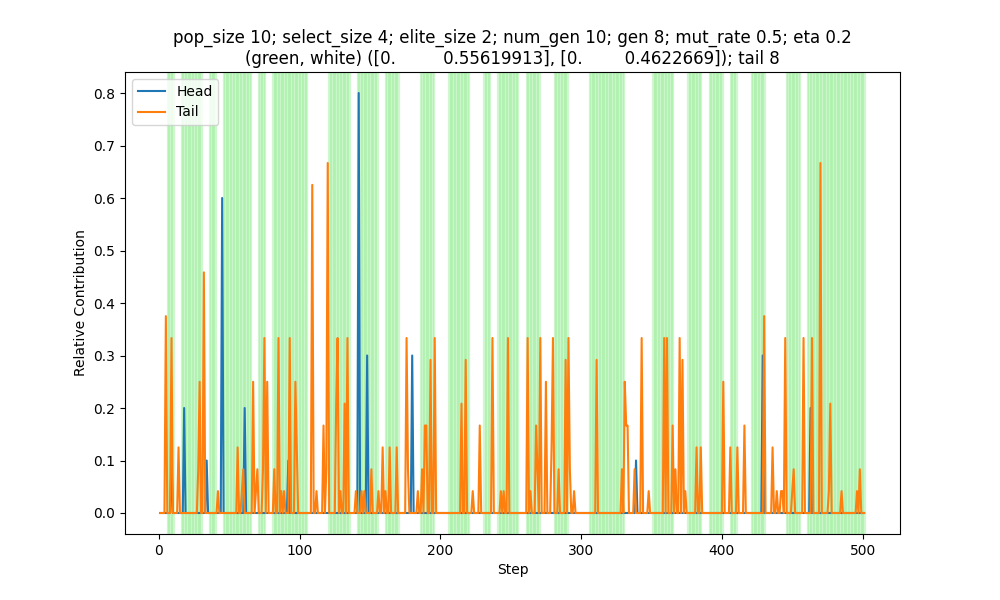 pop_size 10; select_size 4; elite_size 2; num_gen 10; gen 8; mut_rate 0.5; eta 0.2
(green, white) ([0. 0.55619913], [0. 0.4622669]); tail 8
Head
Tail
0.8
0.7
0.6
0.5
0.4
0.3
0.2
0.1
0.0
Relative Contribution
0 100 200 300 400 500
Step